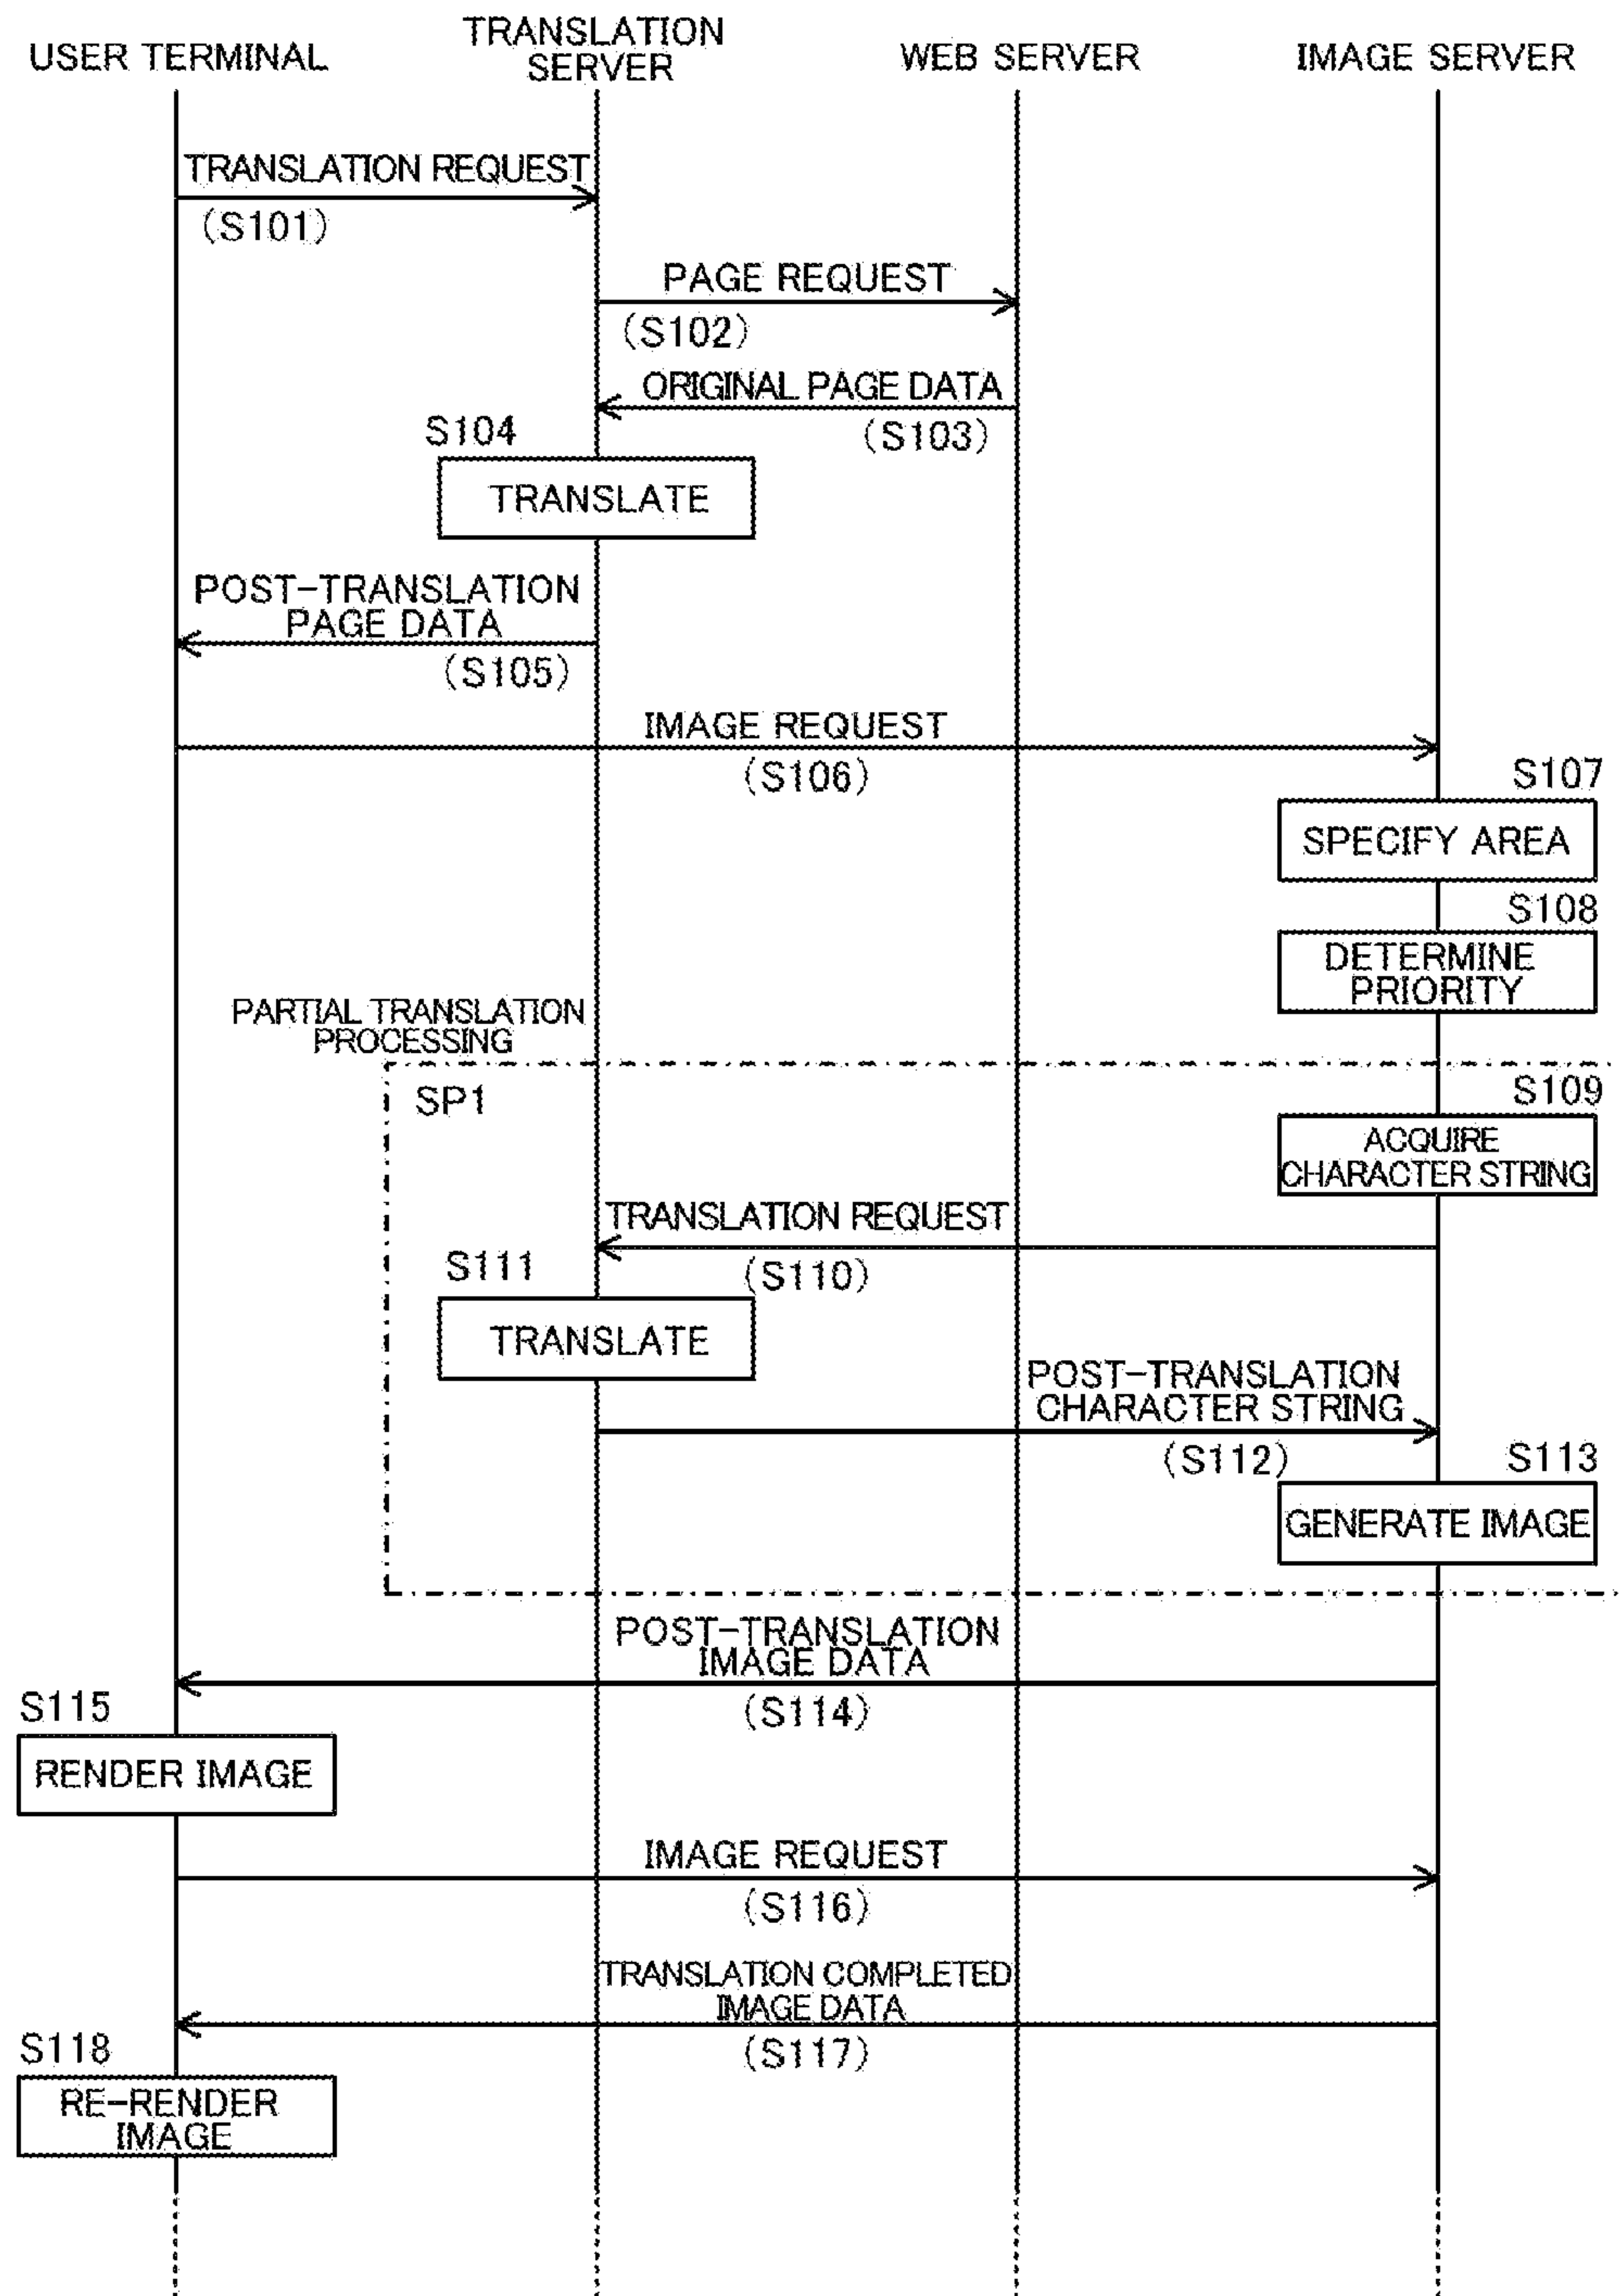 USER TERMINAL
TRANSLATION
SERVER
WEB SERVER
IMAGE SERVER
TRANSLATION REQUEST
(S101)
PAGE REQUEST
(S102)
ORIGINAL PAGE DATA
(S103)
S104
TRANSLATE
POST-TRANSLATION
PAGE DATA
(S105)
IMAGE REQUEST
(S106)
S107
SPECIFY AREA
S108
DETERMINE
PRIORITY
PARTIAL TRANSLATION
PROCESSING
SP1
S109
ACQUIRE
CHARACTER STRING
TRANSLATION REQUEST
(S110)
S111
TRANSLATE
POST-TRANSLATION
CHARACTER STRING
(S112)
S113
GENERATE IMAGE
POST-TRANSLATION
IMAGE DATA
(S114)
S115
RENDER IMAGE
IMAGE REQUEST
(S116)
TRANSLATION COMPLETED
IMAGE DATA
(S117)
S118
RE-RENDER
IMAGE